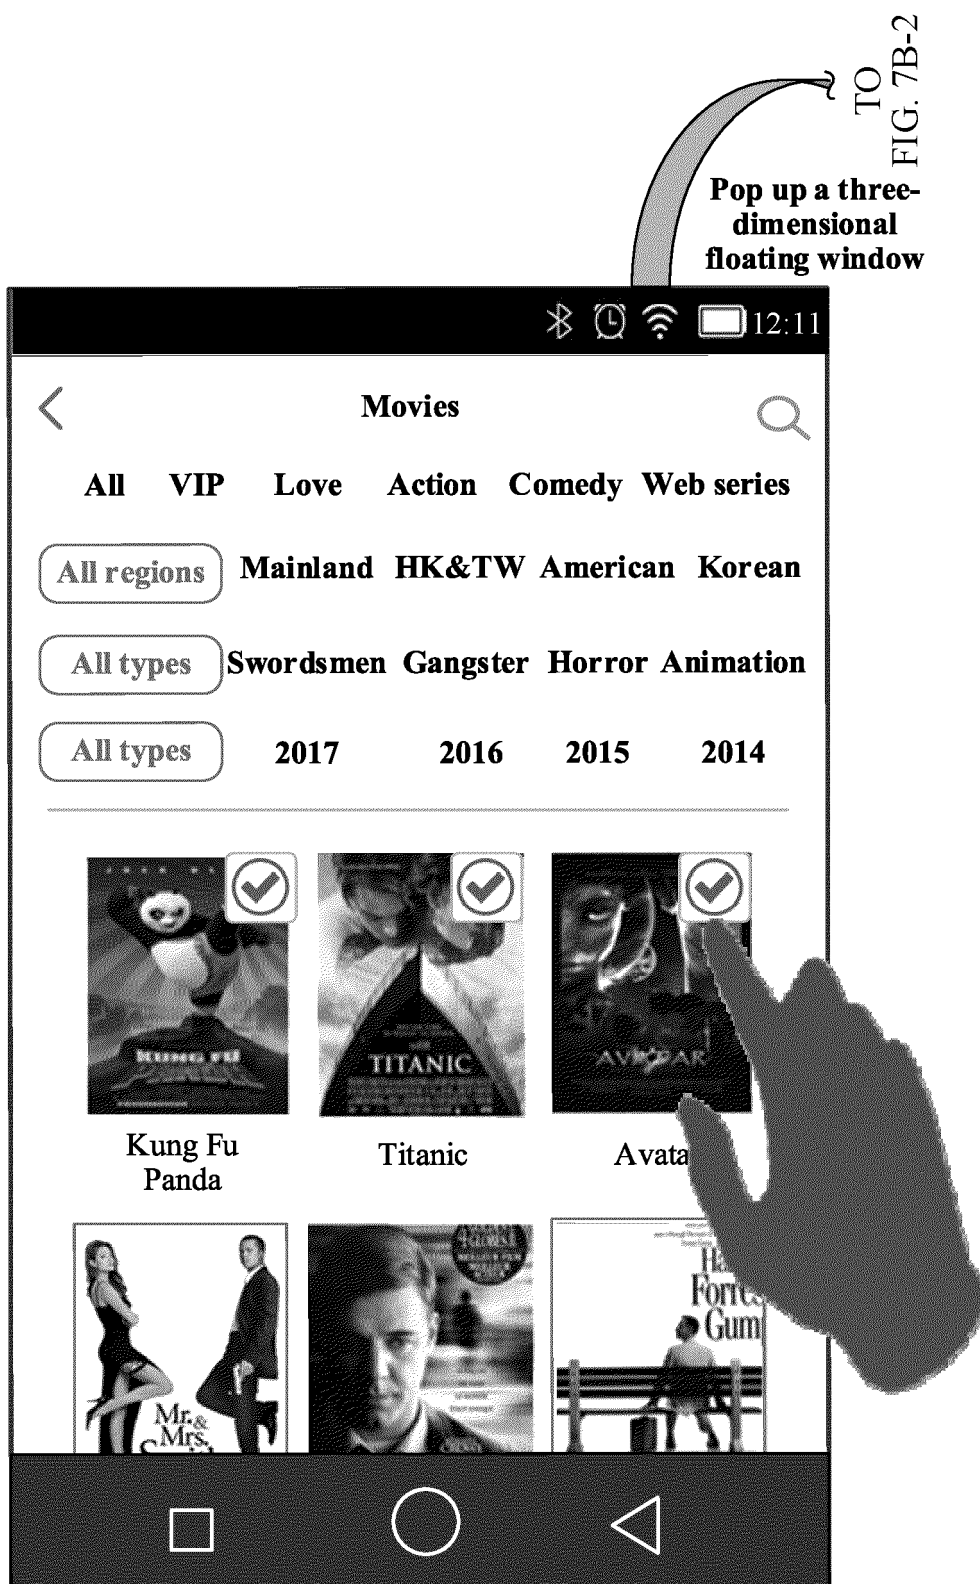 TO
FIG. 7B-2
Pop up a three-
dimensional
floating window
12:11
Movies
All VIP Love Action Comedy Web series
All regions Mainland HK&TW American Korean
All types Swordsmen Gangster Horror Animation
All types 2017 2016 2015 2014
KUNG FU
TITANIC
Kung Fu
Panda
Titanic
Avata
Forres
Gum
Mr. &
Mrs.